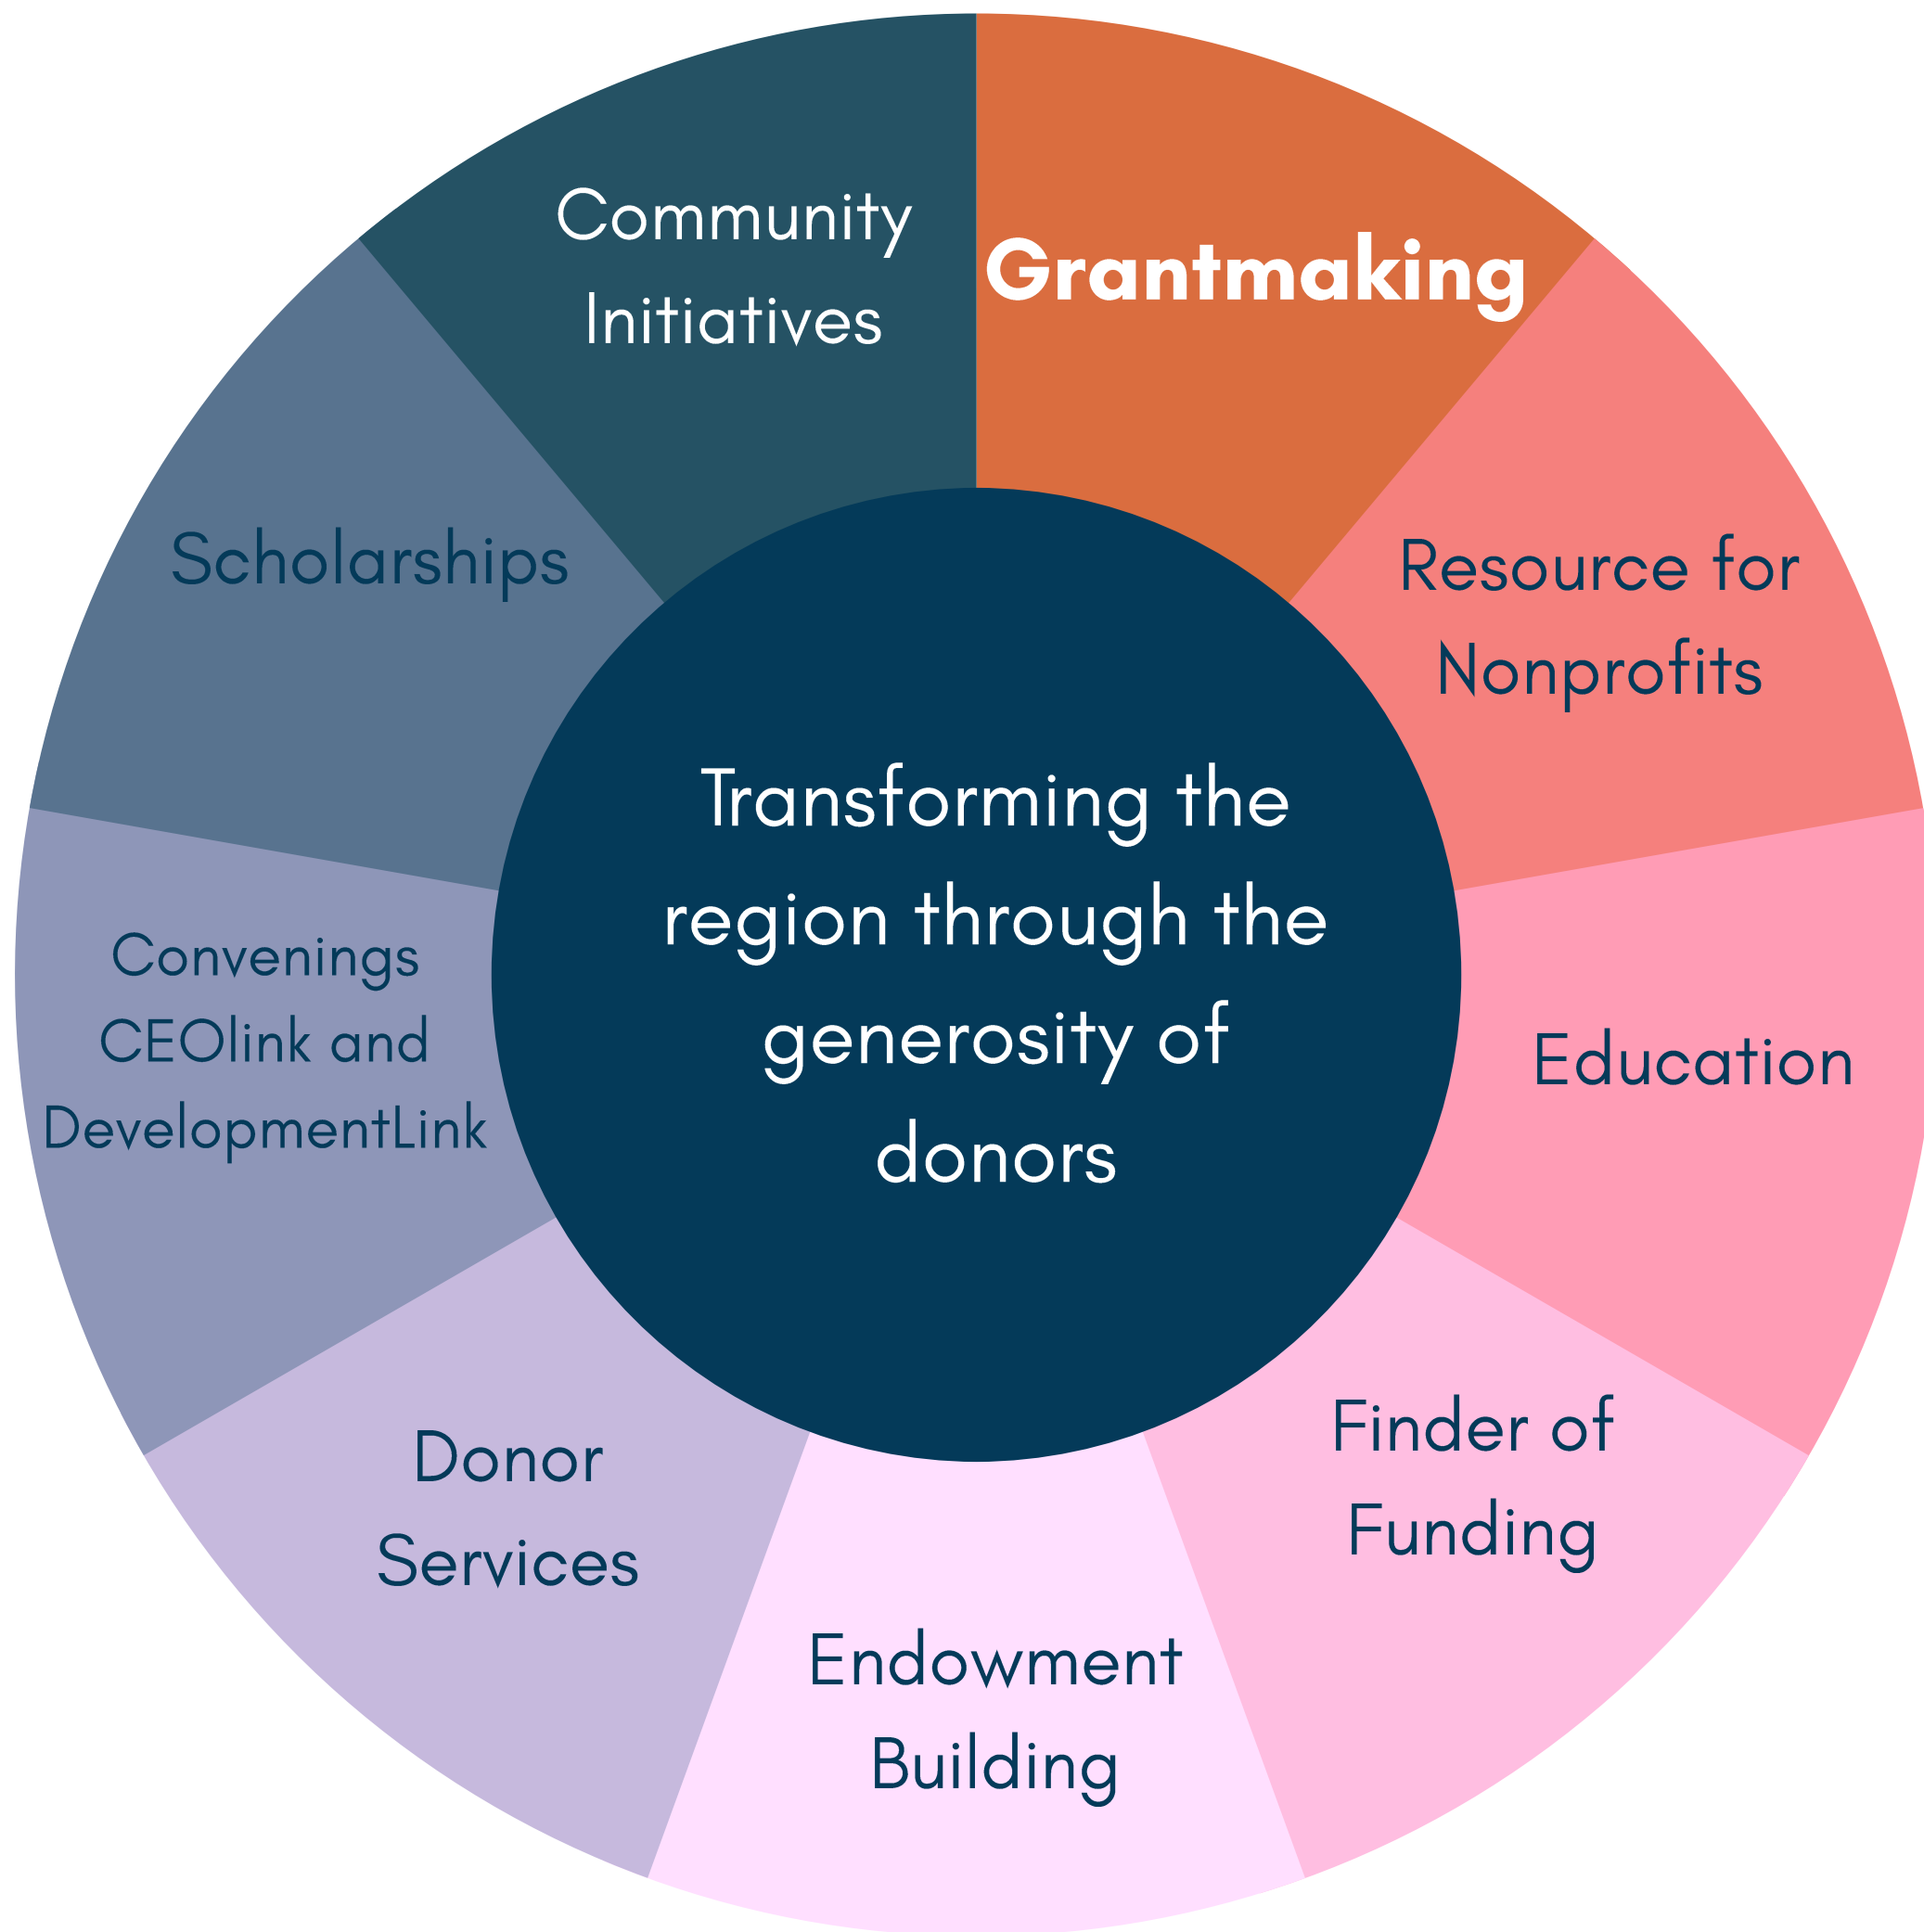 Community
Initiatives
Grantmaking
Resource for
Nonprofits
Education
Finder of
Funding
Endowment
Building
Donor
Services
Convenings
CEOlink and
DevelopmentLink
Scholarships
Transforming the
region through the
generosity of
donors